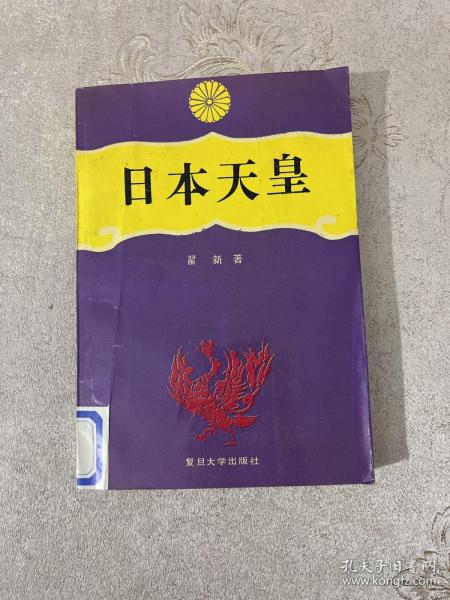 日本天皇
翟 新 著
复旦大学出版社
孔夫子旧书网
www.kongfz.com